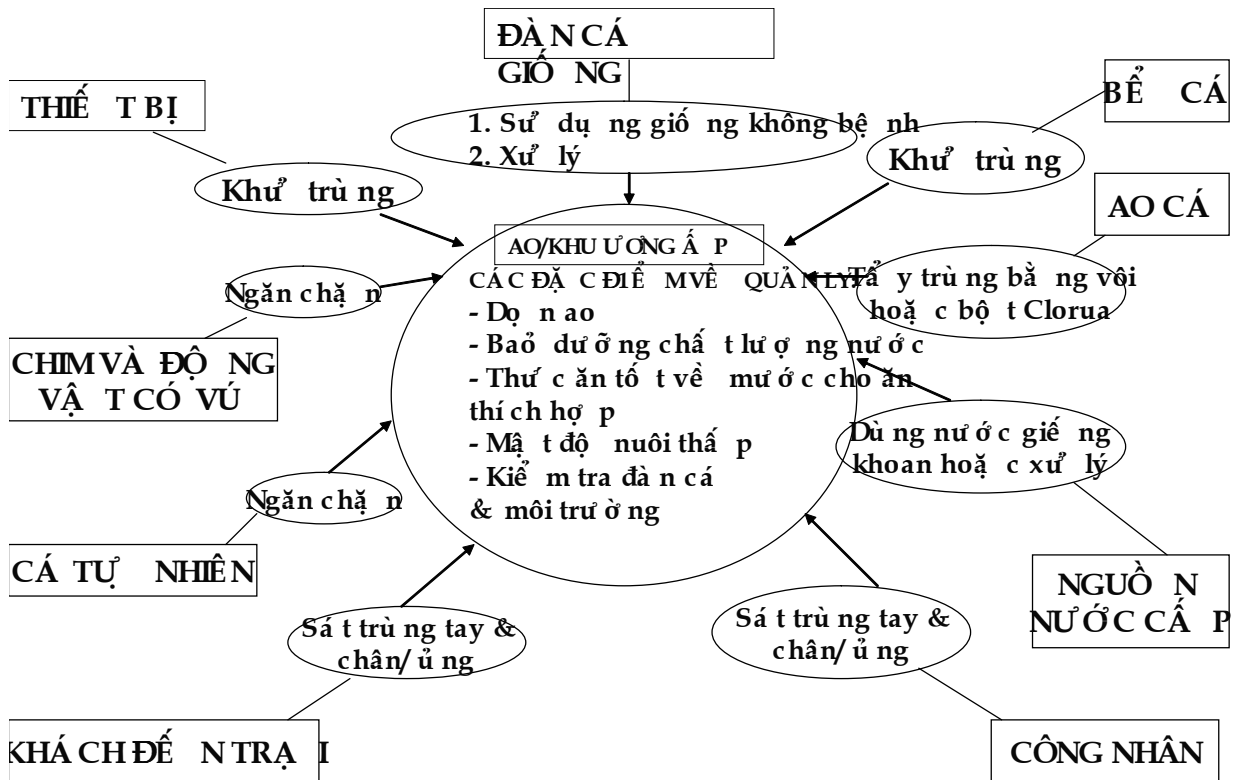 ĐÀN CÁ
GIỐNG
THIẾT BỊ
BỂ CÁ
1. Sử dụng giống không bệnh
2. Xử lý
Khử trùng
Khử trùng
AO CÁ
AO/KHU ƯƠNG ẤP
CÁC ĐẶC ĐIỂM VỀ QUẢN LÝ
- Dọn ao
- Baỏ dưỡng chất lượng nước
- Thức ăn tốt về mước cho ăn
thích hợp
- Mật độ nuôi thấp
- Kiểm tra đàn cá
& môi trường
Tẩy trùng bằng vôi
hoặc bột Clorua
Ngăn chặn
CHIM VÀ ĐỘNG
VẬT CÓ VÚ
Dùng nước giếng
khoan hoặc xử lý
Ngăn chặn
CÁ TỰ NHIÊN
NGUỒN
NƯỚC CẤP
Sát trùng tay &
chân/ủng
Sát trùng tay &
chân/ủng
KHÁCH ĐẾN TRẠI
CÔNG NHÂN